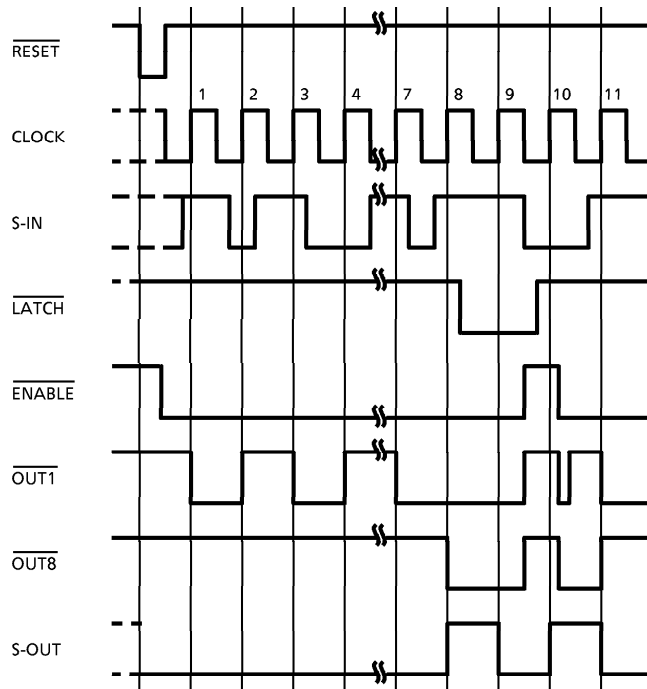 RESET
1 2 3 4 7 8 9 10 11
CLOCK
S-IN
LATCH
ENABLE
OUT1
OUT8
S-OUT